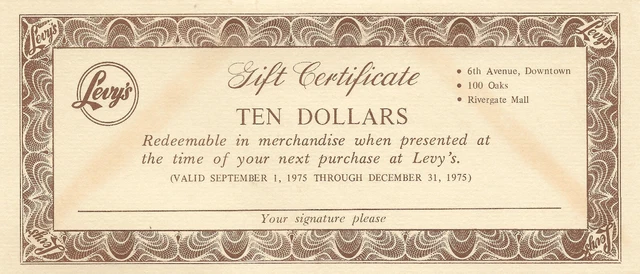 Levy's
Levy's
Levy's
Gift Certificate
• 6th Avenue, Downtown
• 100 Oaks
• Rivergate Mall
TEN DOLLARS
Redeemable in merchandise when presented at
the time of your next purchase at Levy's.
(VALID SEPTEMBER 1, 1975 THROUGH DECEMBER 31, 1975)
Your signature please
Levy's
Levy's